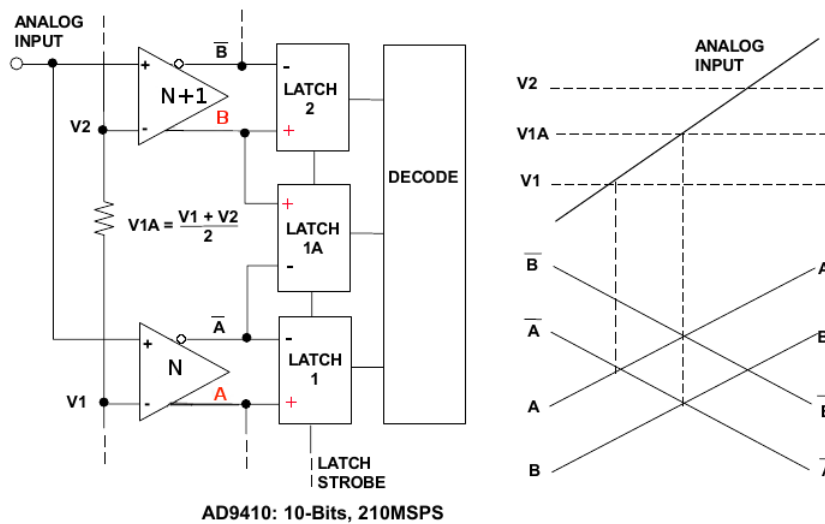 ANALOG
INPUT
B
+
N+1
-
B
V2
-
LATCH
2
+
V1A = V1 + V2
2
+
LATCH
1A
-
DECODE
A
+
N
-
A
V1
-
LATCH
1
+
LATCH
STROBE
ANALOG
INPUT
V2
V1A
V1
B
A
A
B
A
B
B
A
AD9410: 10-Bits, 210MSPS